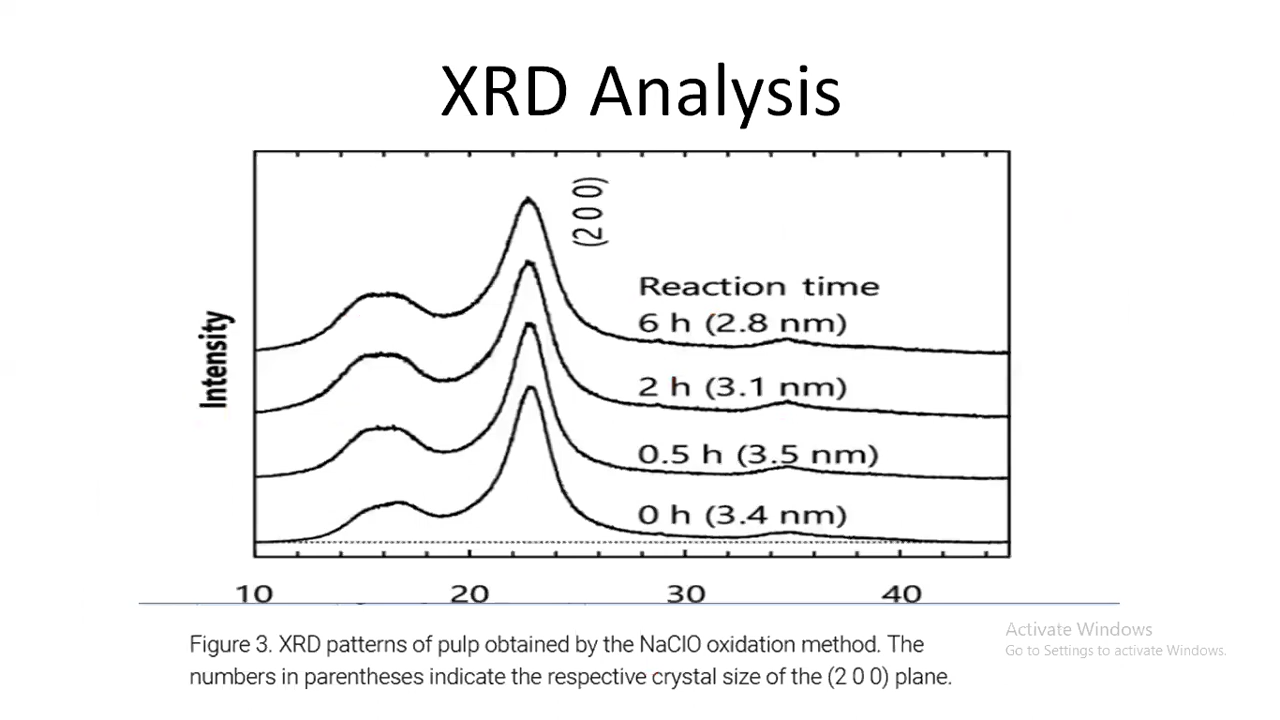 XRD Analysis
(2 0 0)
Reaction time
6 h (2.8 nm)
2 h (3.1 nm)
0.5 h (3.5 nm)
0 h (3.4 nm)
Intensity
10 20 30 40
Figure 3. XRD patterns of pulp obtained by the NaClO oxidation method. The
numbers in parentheses indicate the respective crystal size of the (2 0 0) plane.
Activate Windows
Go to Settings to activate Windows.